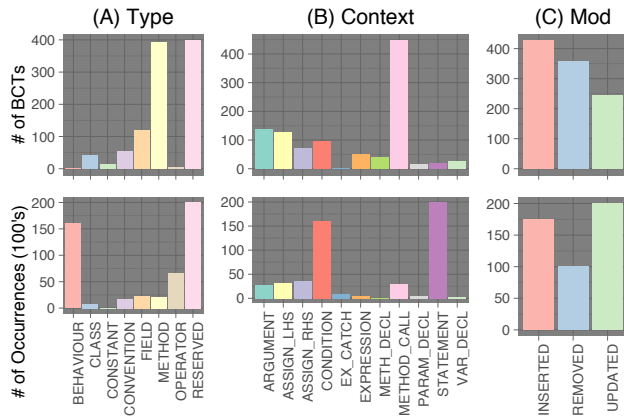 (A) Type
(B) Context
(C) Mod
# of BCTs
400
300
200
100
0
400
300
200
100
0
400
300
200
100
0
# of Occurrences (100's)
200
150
100
50
0
200
150
100
50
0
200
150
100
50
0
BEHAVIOUR
CLASS
CONSTANT
CONVENTION
FIELD
METHOD
OPERATOR
RESERVED
ARGUMENT
ASSIGN_LHS
ASSIGN_RHS
CONDITION
EX_CATCH
EXPRESSION
METH_DECL
METHOD_CALL
PARAM_DECL
STATEMENT
VAR_DECL
INSERTED
REMOVED
UPDATED